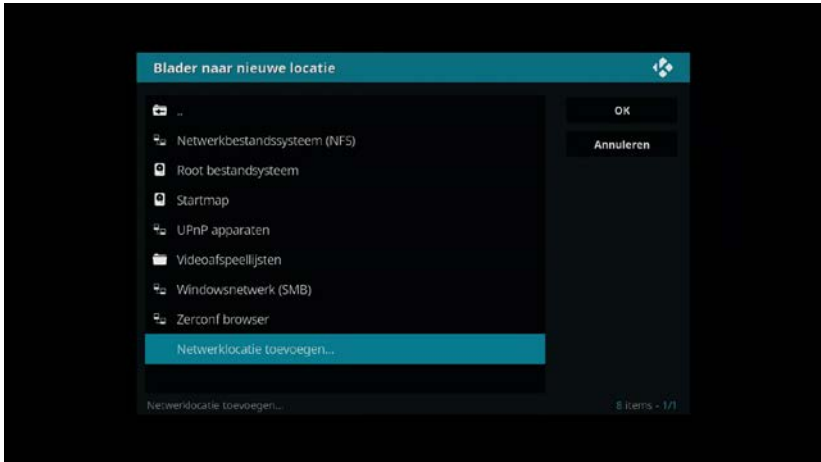 Blader naar nieuwe locatie
..
OK
Netwerkbestandssysteem (NFS)
Annuleren
Root bestandsysteem
Startmap
UPnP apparaten
Videoafspeellijsten
Windowsnetwerk (SMB)
Zerconf browser
Netwerklocatie toevoegen...
Netwerklocatie toevoegen...
8 items - 1/1